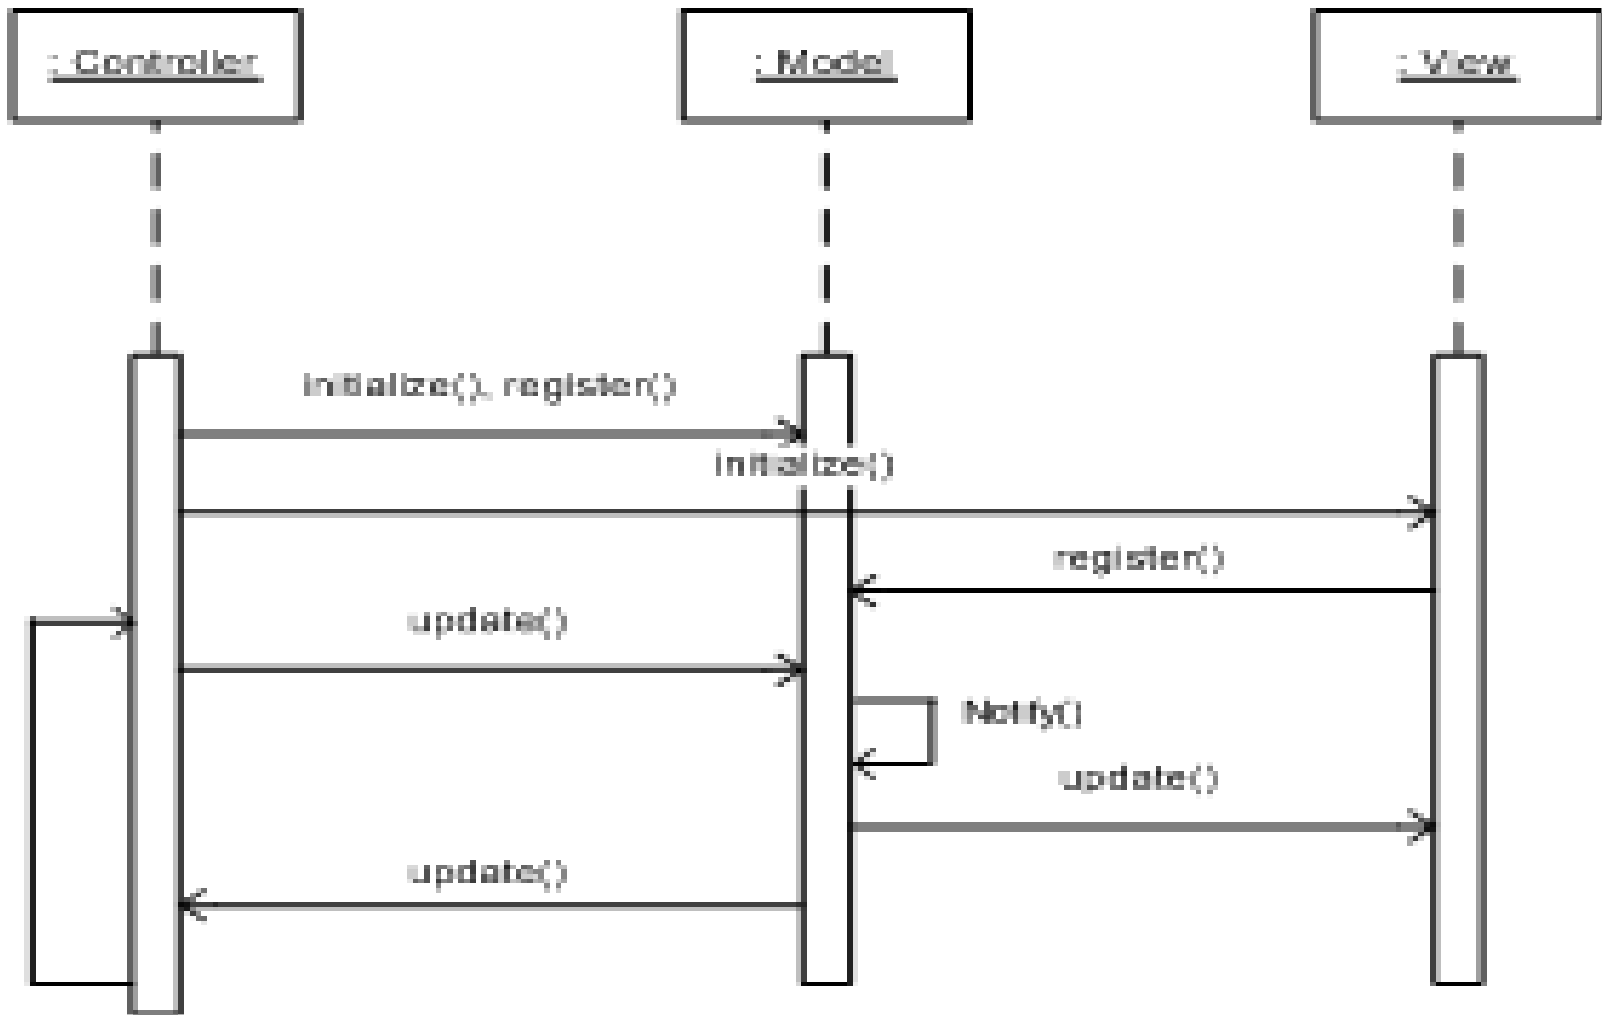 : Controller
: Model
: View
initialize(), register()
initialize()
register()
update()
Notify()
update()
update()